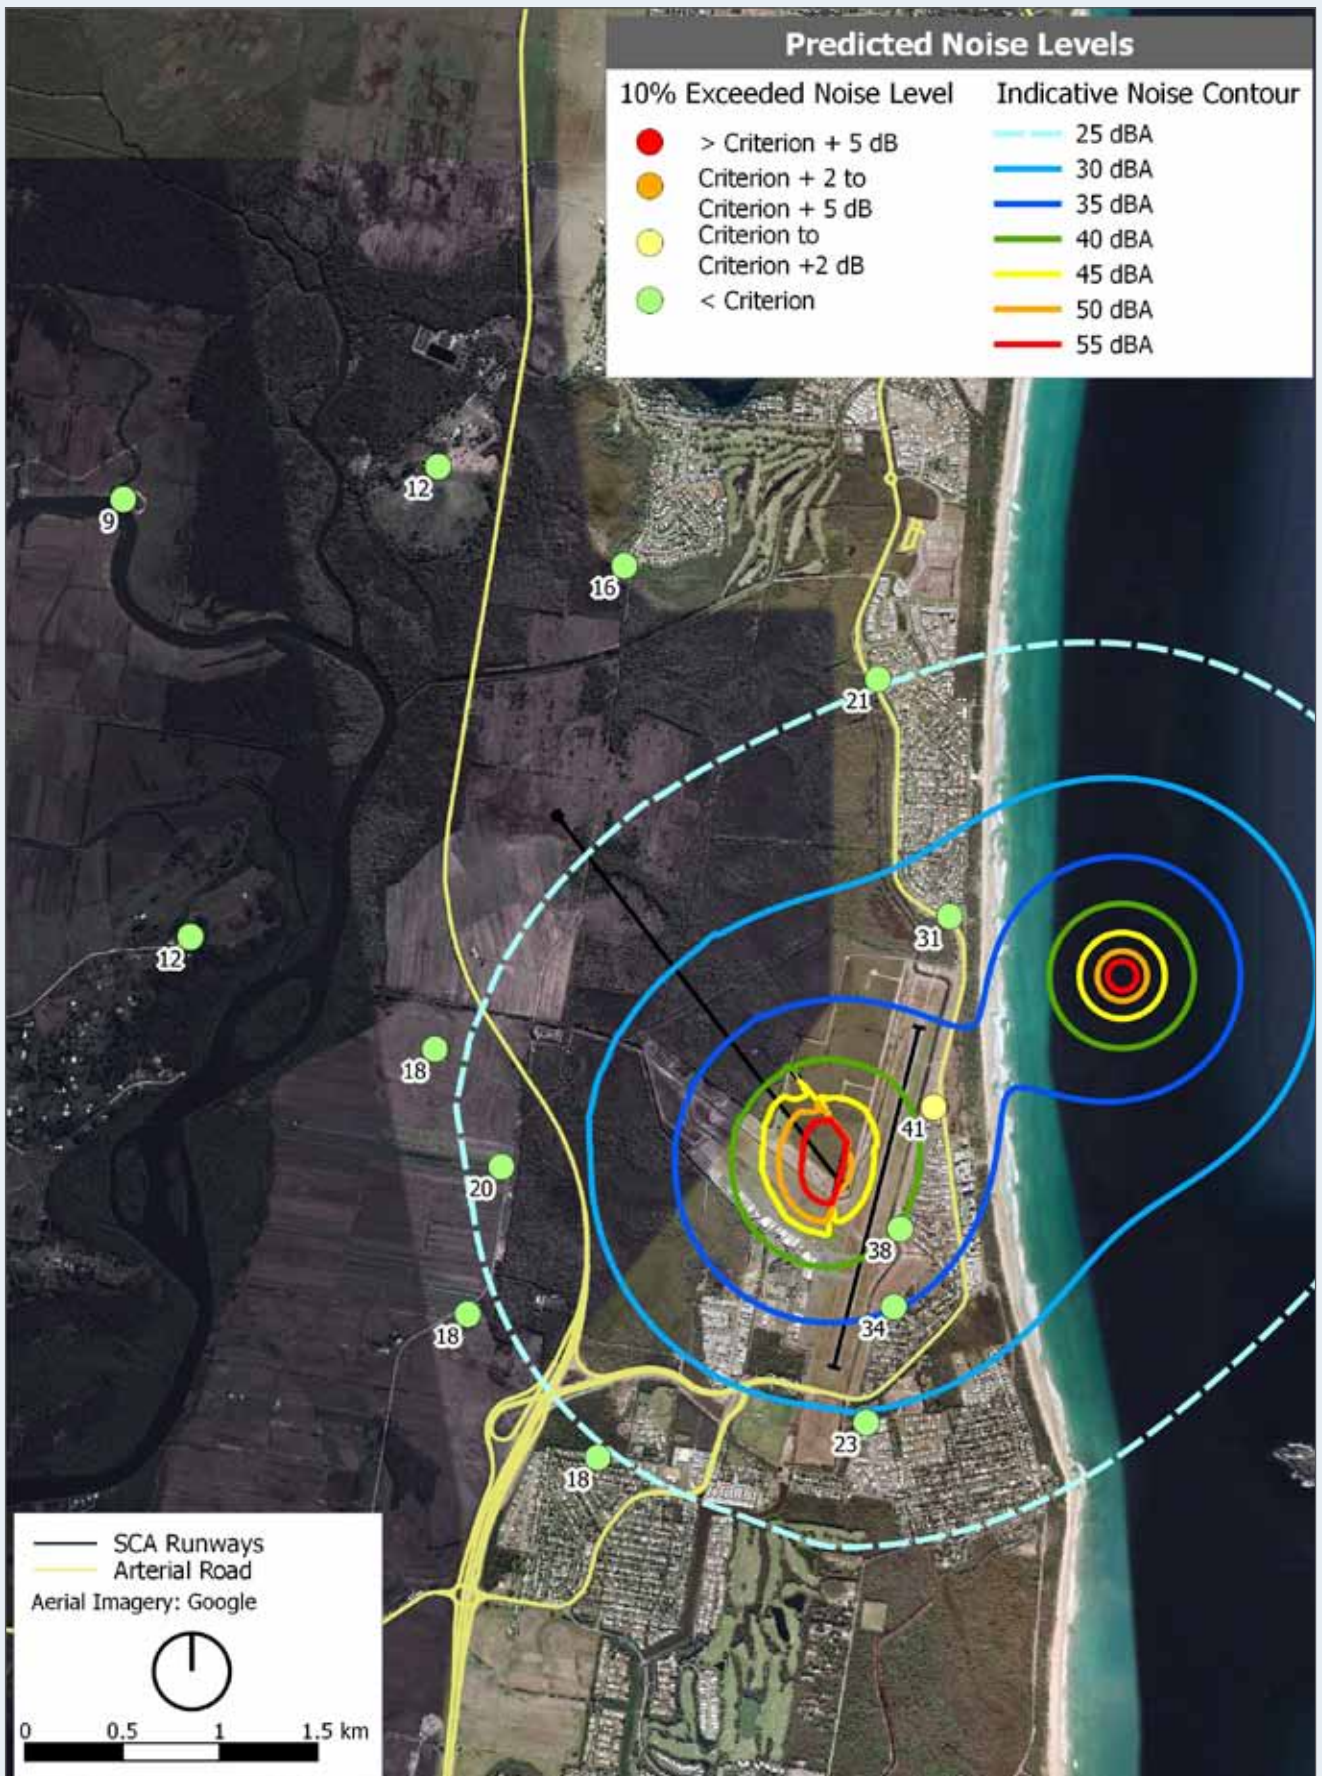 Predicted Noise Levels
10% Exceeded Noise Level
> Criterion + 5 dB
Criterion + 2 to
Criterion + 5 dB
Criterion to
Criterion +2 dB
< Criterion
Indicative Noise Contour
25 dBA
30 dBA
35 dBA
40 dBA
45 dBA
50 dBA
55 dBA
12
9
16
21
31
12
18
41
20
38
34
18
23
18
SCA Runways
Arterial Road
Aerial Imagery: Google
0 0.5 1 1.5 km